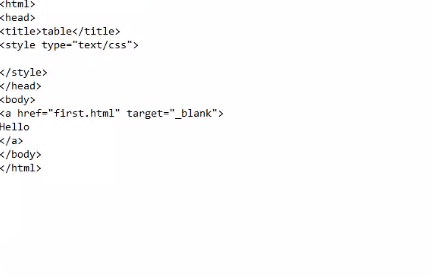 <html>
<head>
<title>table</title>
<style type="text/css">

</style>
</head>
<body>
<a href="first.html" target="_blank">
Hello
</a>
</body>
</html>